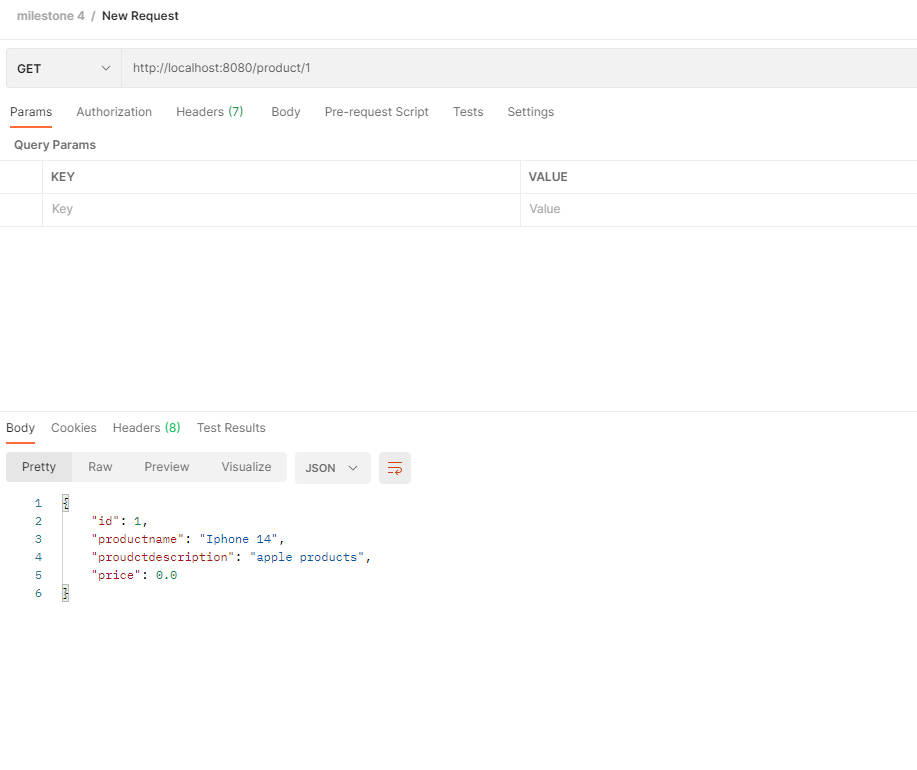 milestone 4 / New Request
GET http://localhost:8080/product/1
Params Authorization Headers (7) Body Pre-request Script Tests Settings
Query Params
KEY VALUE
Key Value
Body Cookies Headers (8) Test Results
Pretty Raw Preview Visualize JSON
1 {
2 "id": 1,
3 "productname": "Iphone 14",
4 "proudctdescription": "apple products",
5 "price": 0.0
6 }